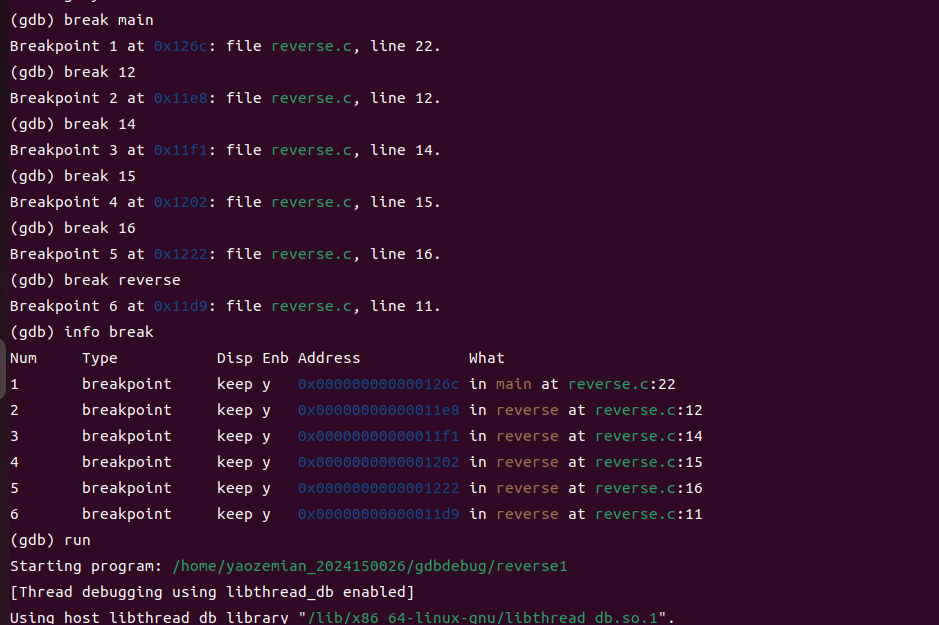 (gdb) break main
Breakpoint 1 at 0x126c: file reverse.c, line 22.
(gdb) break 12
Breakpoint 2 at 0x11e8: file reverse.c, line 12.
(gdb) break 14
Breakpoint 3 at 0x11f1: file reverse.c, line 14.
(gdb) break 15
Breakpoint 4 at 0x1202: file reverse.c, line 15.
(gdb) break 16
Breakpoint 5 at 0x1222: file reverse.c, line 16.
(gdb) break reverse
Breakpoint 6 at 0x11d9: file reverse.c, line 11.
(gdb) info break
Num     Type           Disp Enb Address            What
1       breakpoint     keep y   0x000000000000126c in main at reverse.c:22
2       breakpoint     keep y   0x00000000000011e8 in reverse at reverse.c:12
3       breakpoint     keep y   0x00000000000011f1 in reverse at reverse.c:14
4       breakpoint     keep y   0x0000000000001202 in reverse at reverse.c:15
5       breakpoint     keep y   0x0000000000001222 in reverse at reverse.c:16
6       breakpoint     keep y   0x00000000000011d9 in reverse at reverse.c:11
(gdb) run
Starting program: /home/yaozemian_2024150026/gdbdebug/reverse1
[Thread debugging using libthread_db enabled]
Using host libthread_db library "/lib/x86_64-linux-gnu/libthread_db.so.1".